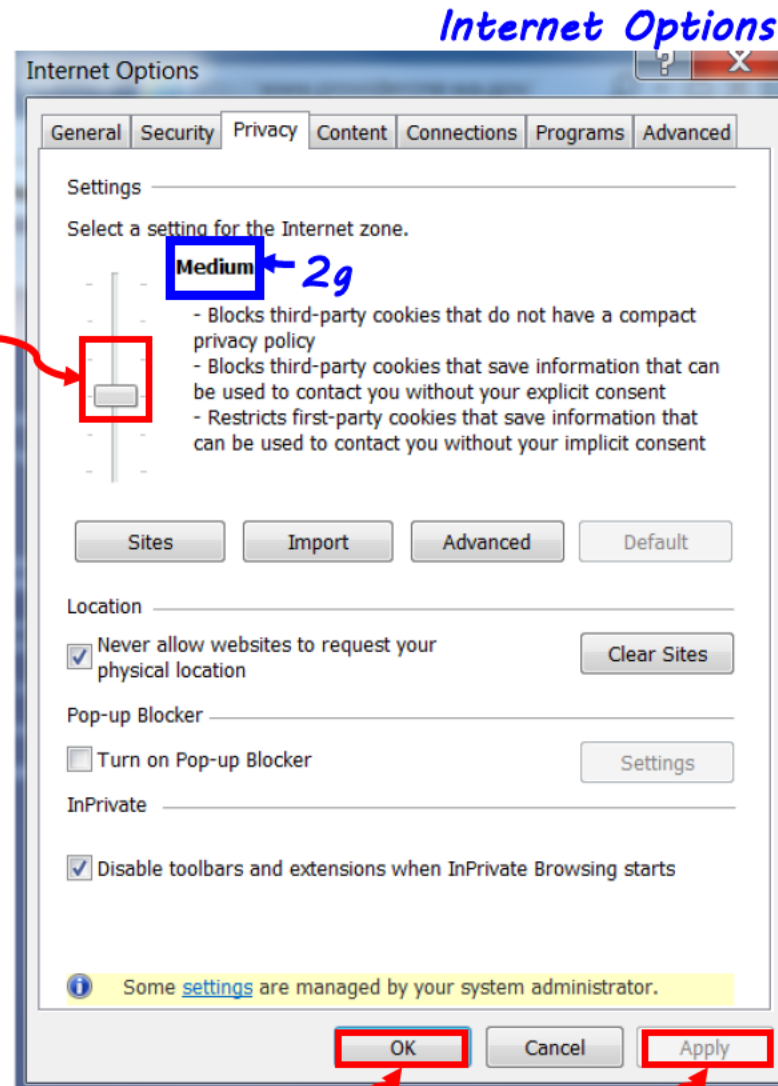 Internet Options
Internet Options
General Security Privacy Content Connections Programs Advanced
Settings
Select a setting for the Internet zone.
Medium 2g
- Blocks third-party cookies that do not have a compact
privacy policy
- Blocks third-party cookies that save information that can
be used to contact you without your explicit consent
- Restricts first-party cookies that save information that
can be used to contact you without your implicit consent
Sites Import Advanced Default
Location
Never allow websites to request your
physical location
Clear Sites
Pop-up Blocker
Turn on Pop-up Blocker Settings
InPrivate
Disable toolbars and extensions when InPrivate Browsing starts
Some settings are managed by your system administrator.
OK Cancel Apply